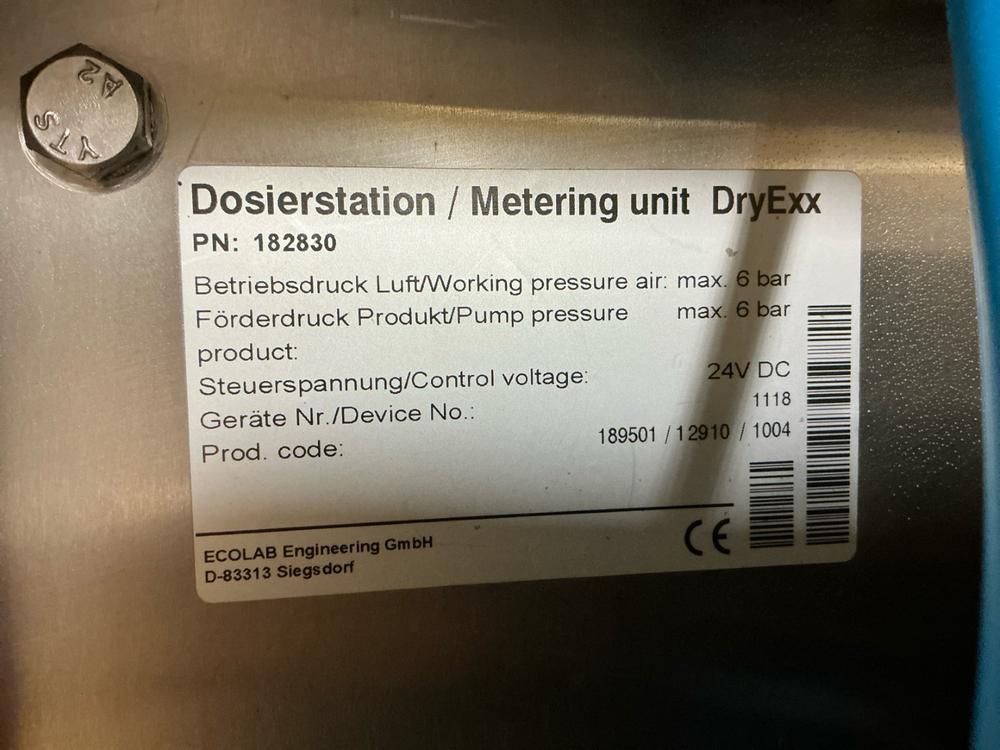 A2
YTS
Dosierstation / Metering unit DryExx
PN: 182830
Betriebsdruck Luft/Working pressure air: max. 6 bar
Förderdruck Produkt/Pump pressure max. 6 bar
product:
Steuerspannung/Control voltage: 24V DC
Geräte Nr./Device No.: 1118
Prod. code: 189501 / 12910 / 1004
ECOLAB Engineering GmbH
D-83313 Siegsdorf
CE